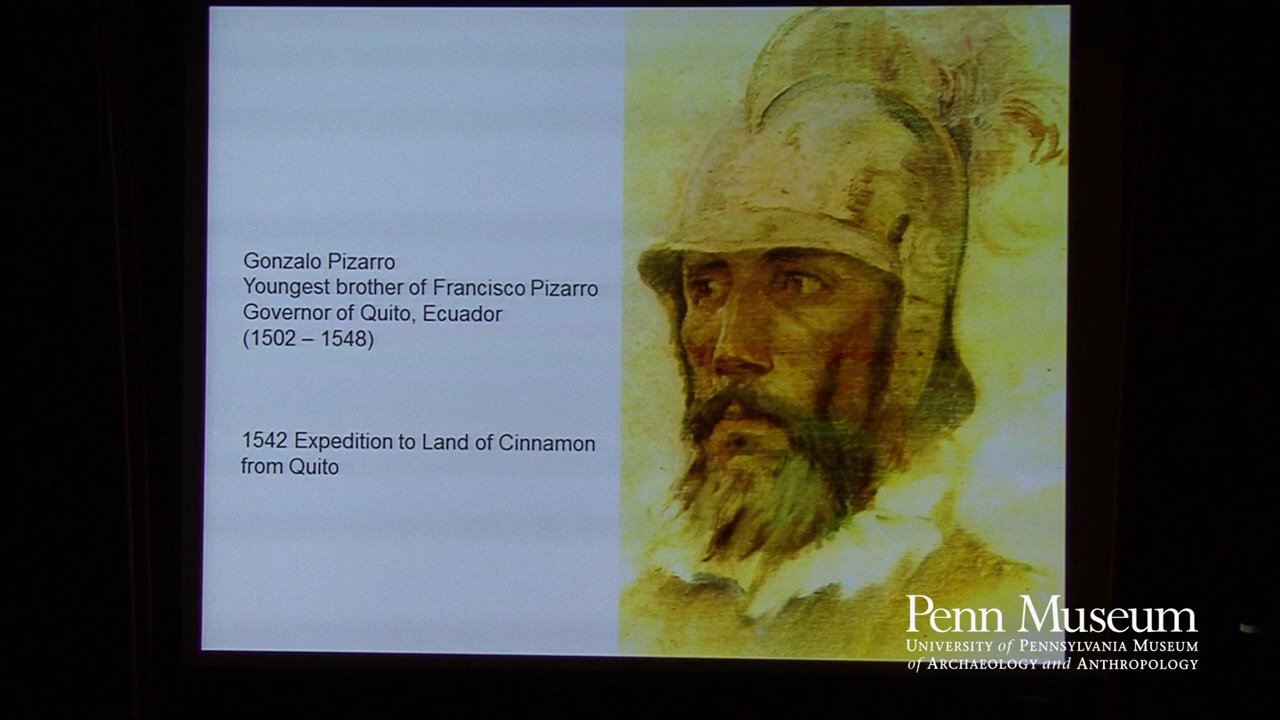 Gonzalo Pizarro
Youngest brother of Francisco Pizarro
Governor of Quito, Ecuador
(1502 – 1548)
1542 Expedition to Land of Cinnamon
from Quito
Penn Museum
University of Pennsylvania Museum
of Archaeology and Anthropology